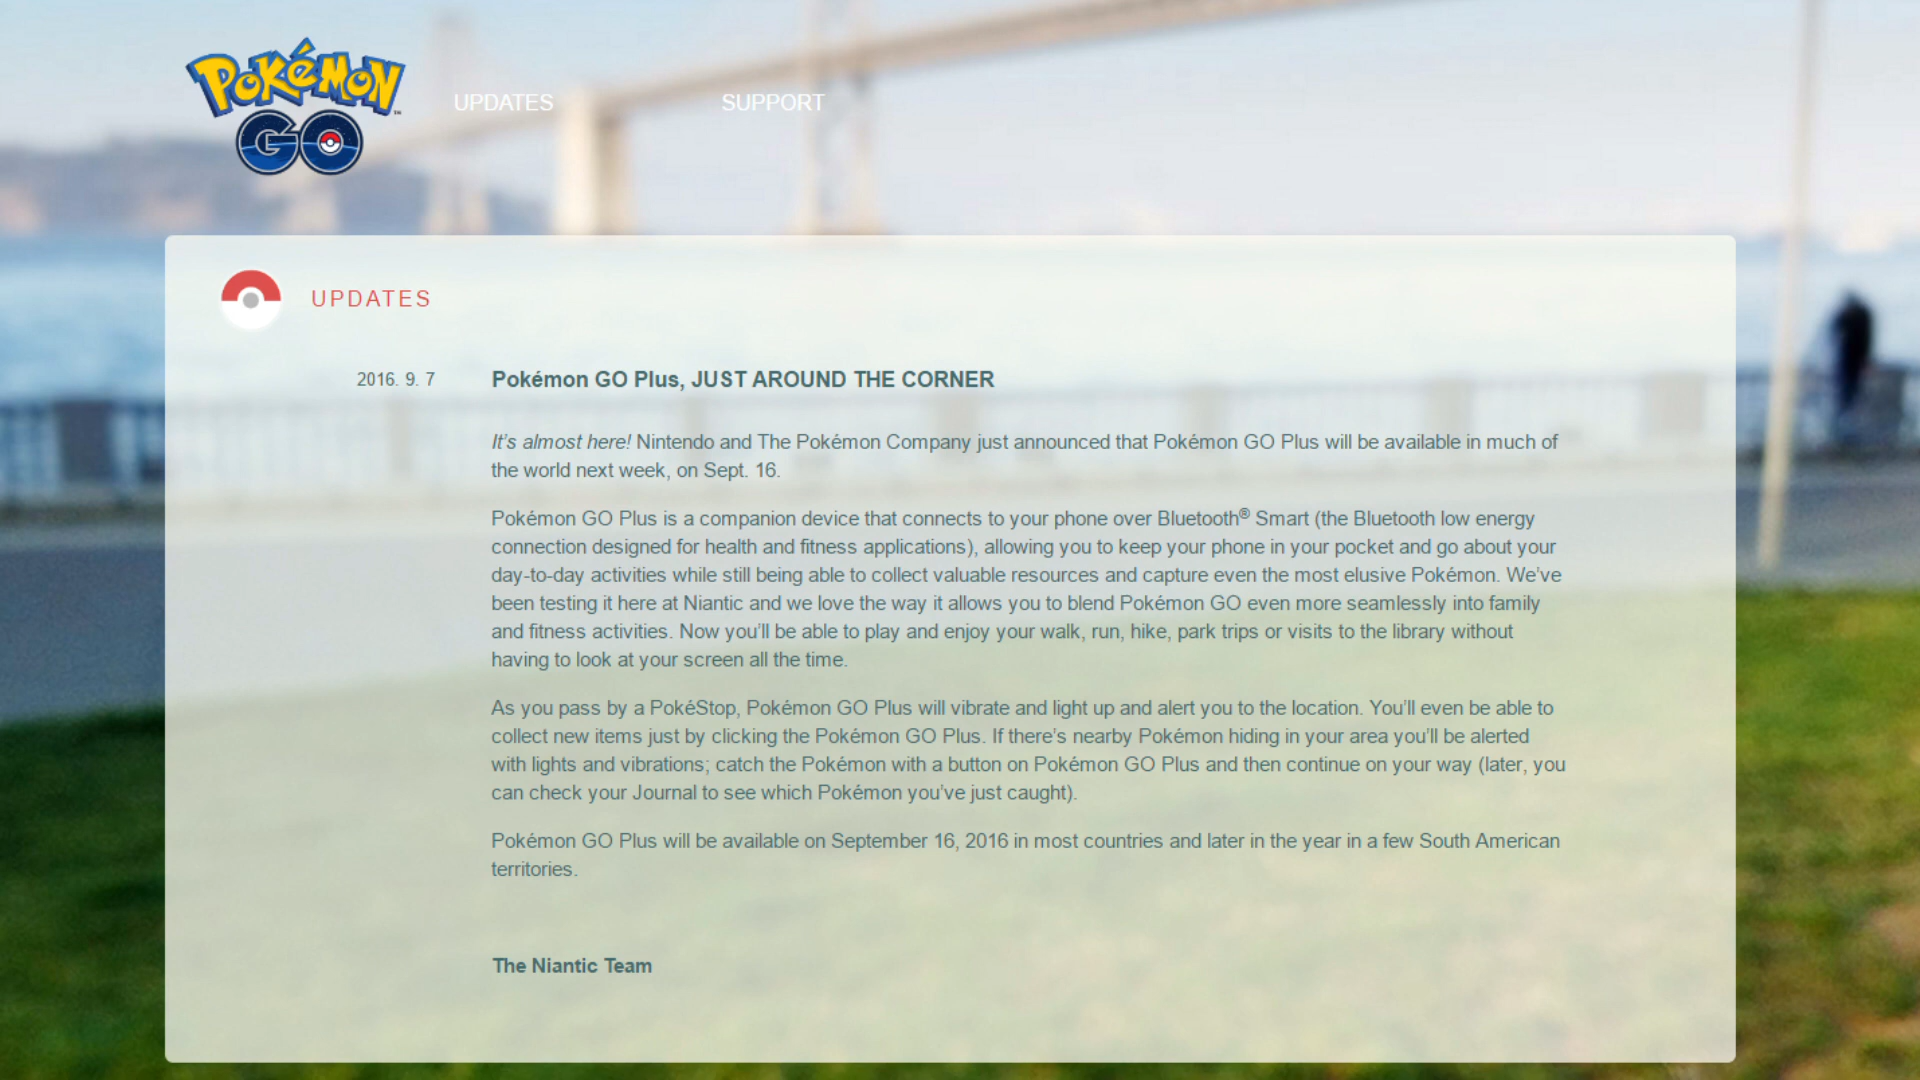 POKéMON™
GO
UPDATES
SUPPORT
UPDATES
2016. 9. 7
Pokémon GO Plus, JUST AROUND THE CORNER
It’s almost here! Nintendo and The Pokémon Company just announced that Pokémon GO Plus will be available in much of
the world next week, on Sept. 16.
Pokémon GO Plus is a companion device that connects to your phone over Bluetooth® Smart (the Bluetooth low energy
connection designed for health and fitness applications), allowing you to keep your phone in your pocket and go about your
day-to-day activities while still being able to collect valuable resources and capture even the most elusive Pokémon. We’ve
been testing it here at Niantic and we love the way it allows you to blend Pokémon GO even more seamlessly into family
and fitness activities. Now you’ll be able to play and enjoy your walk, run, hike, park trips or visits to the library without
having to look at your screen all the time.
As you pass by a PokéStop, Pokémon GO Plus will vibrate and light up and alert you to the location. You’ll even be able to
collect new items just by clicking the Pokémon GO Plus. If there’s nearby Pokémon hiding in your area you’ll be alerted
with lights and vibrations; catch the Pokémon with a button on Pokémon GO Plus and then continue on your way (later, you
can check your Journal to see which Pokémon you’ve just caught).
Pokémon GO Plus will be available on September 16, 2016 in most countries and later in the year in a few South American
territories.
The Niantic Team